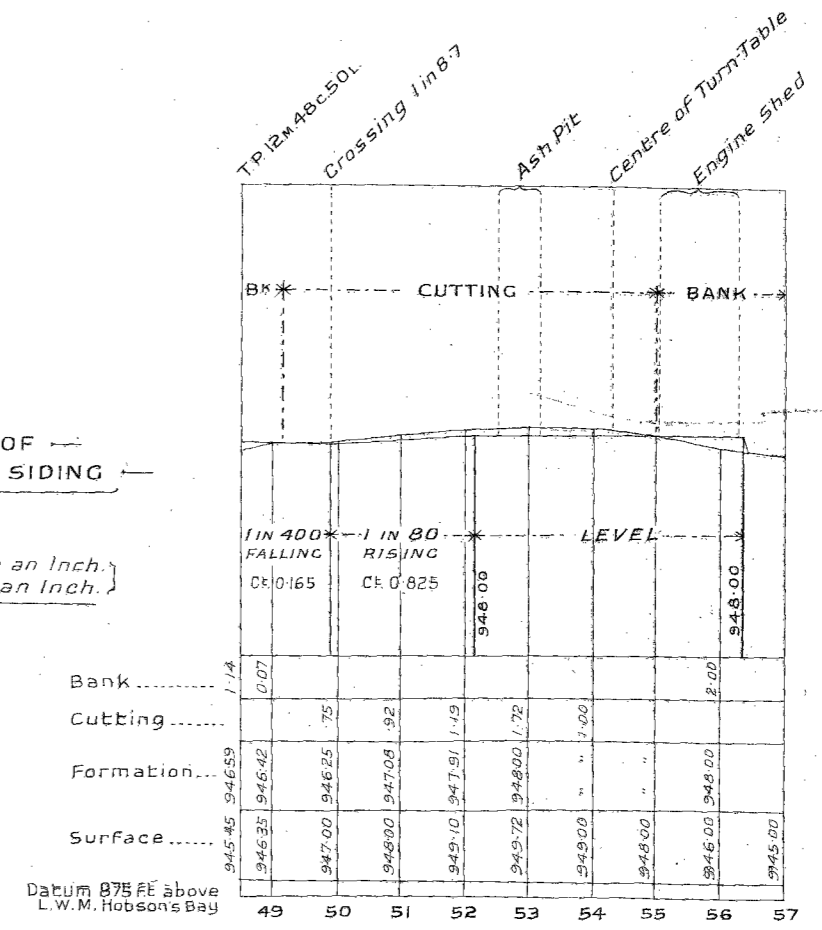 T.P. 12M.48C.50L.
Crossing 1 in 8·7
Ash Pit
Centre of Turn-Table
Engine Shed
BK CUTTING BANK
OF
SIDING
an Inch.
an Inch.
1 IN 400 1 IN 80 LEVEL
FALLING RISING
Ct. 0·165 Ct. 0·825
948·00 948·00
Bank 1·14 0·07 2·00
Cutting ·75 ·92 1·19 1·72 1·00
Formation 946·59 946·42 946·25 947·08 947·91 948·00 " " " " 948·00
Surface 945·45 946·35 947·00 948·00 949·10 949·72 949·00 948·00 946·00 945·00
Datum 875 Ft above
L.W.M. Hobson's Bay
49 50 51 52 53 54 55 56 57